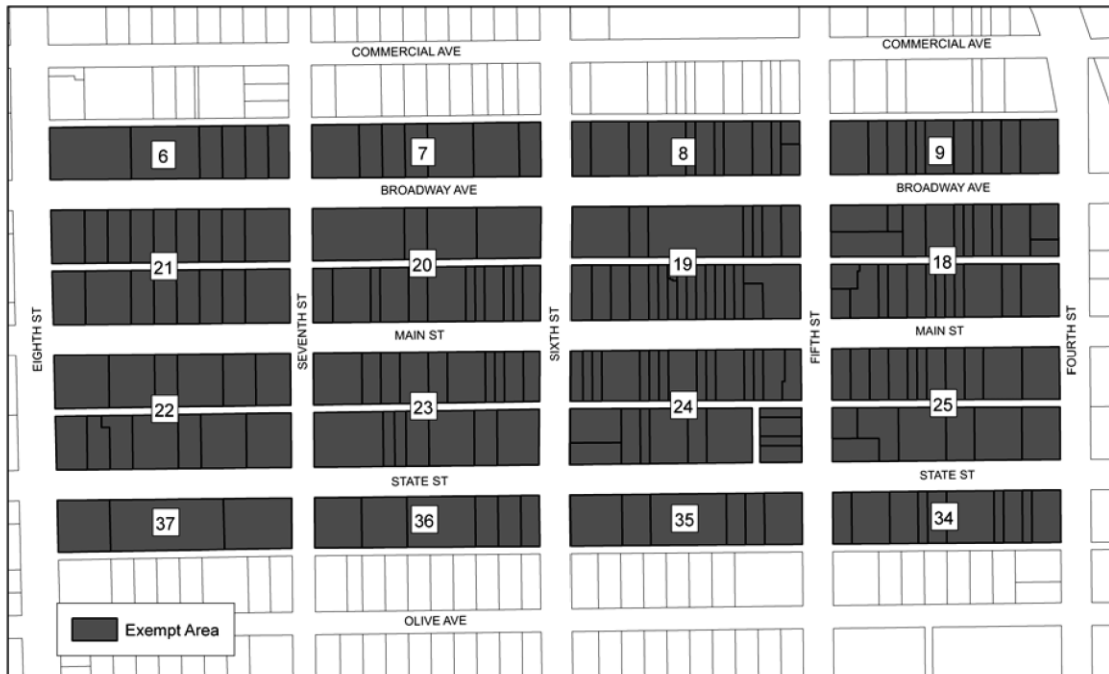 COMMERCIAL AVE
COMMERCIAL AVE
6
7
8
9
BROADWAY AVE
BROADWAY AVE
21
20
19
18
EIGHTH ST
SEVENTH ST
SIXTH ST
FIFTH ST
FOURTH ST
MAIN ST
MAIN ST
22
23
24
25
STATE ST
STATE ST
37
36
35
34
OLIVE AVE
Exempt Area